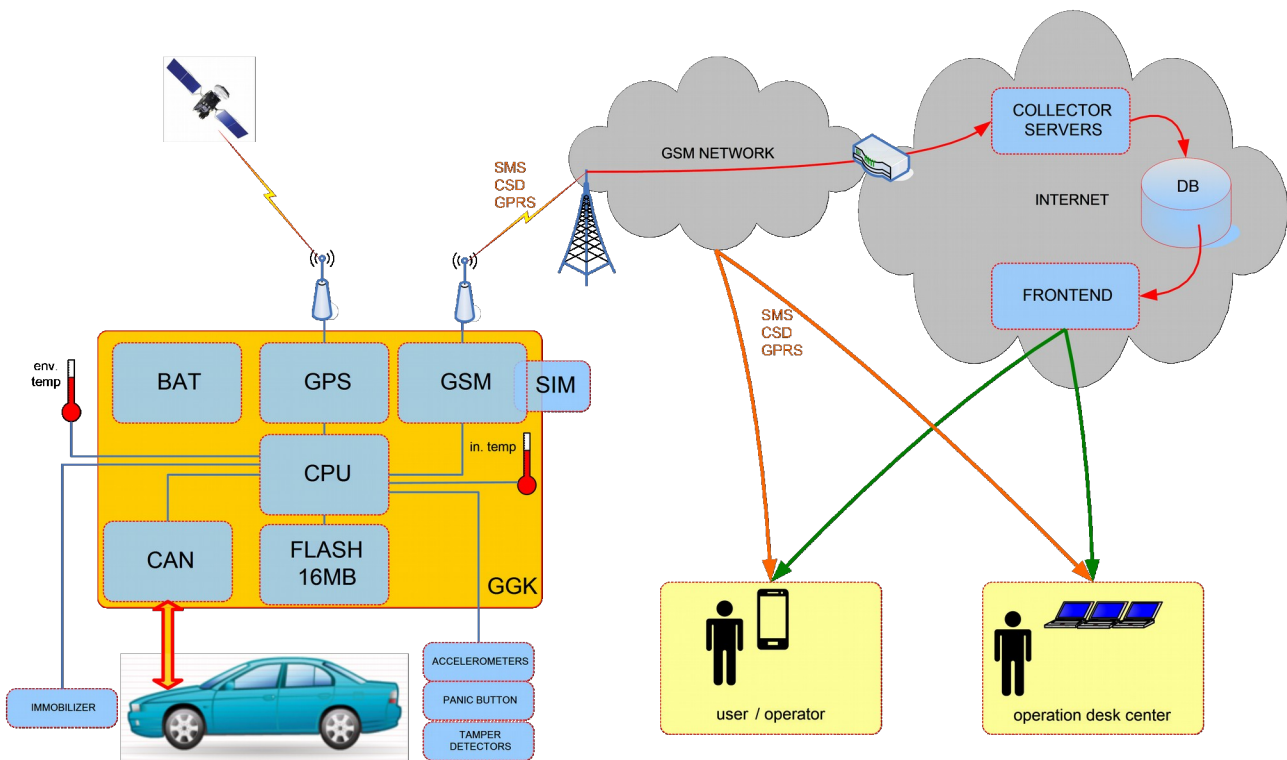 SMS
CSD
GPRS
GSM NETWORK
COLLECTOR
SERVERS
DB
INTERNET
FRONTEND
SMS
CSD
GPRS
env.
temp
BAT
GPS
GSM
SIM
in. temp
CPU
CAN
FLASH
16MB
GGK
IMMOBILIZER
ACCELEROMETERS
PANIC BUTTON
TAMPER
DETECTORS
user / operator
operation desk center